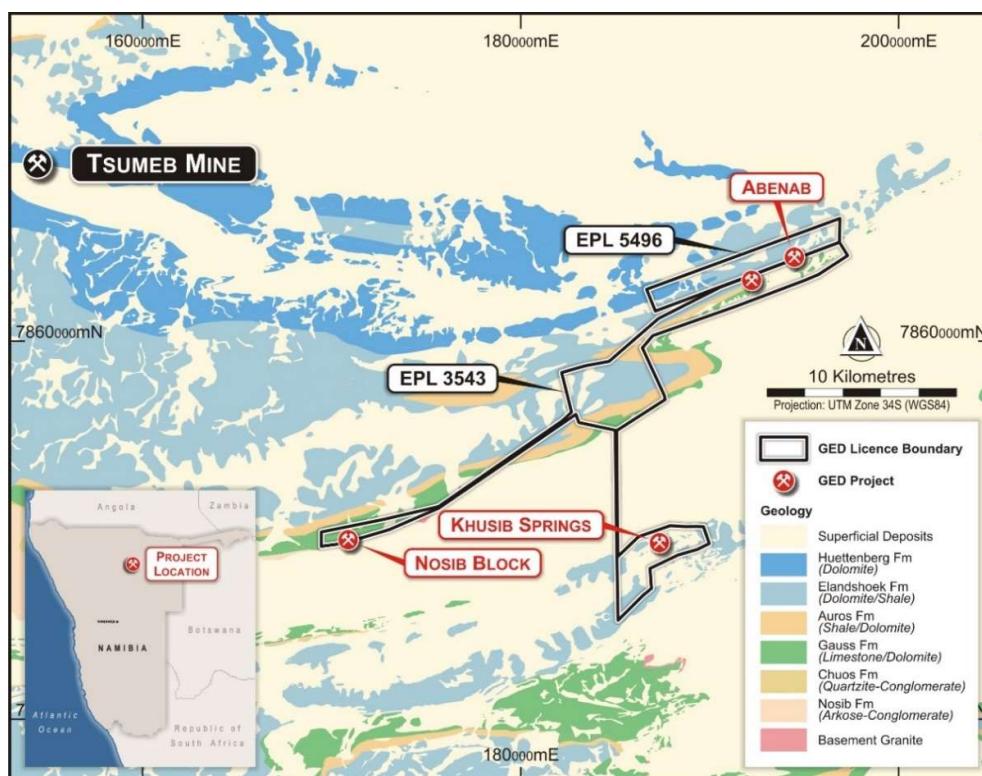 160000mE
180000mE
200000mE
TSUMEB MINE
ABENAB
EPL 5496
7860000mN
7860000mN
N
EPL 3543
10 Kilometres
Projection: UTM Zone 34S (WGS84)
KHUSIB SPRINGS
NOSIB BLOCK
GED Licence Boundary
GED Project
Geology
Superficial Deposits
Huettenberg Fm
(Dolomite)
Elandshoek Fm
(Dolomite/Shale)
Auros Fm
(Shale/Dolomite)
Gauss Fm
(Limestone/Dolomite)
Chuos Fm
(Quartzite-Conglomerate)
Nosib Fm
(Arkose-Conglomerate)
Basement Granite
Angola
Zambia
PROJECT
LOCATION
NAMIBIA
Botswana
Atlantic
Ocean
Republic of
South Africa
180000mE